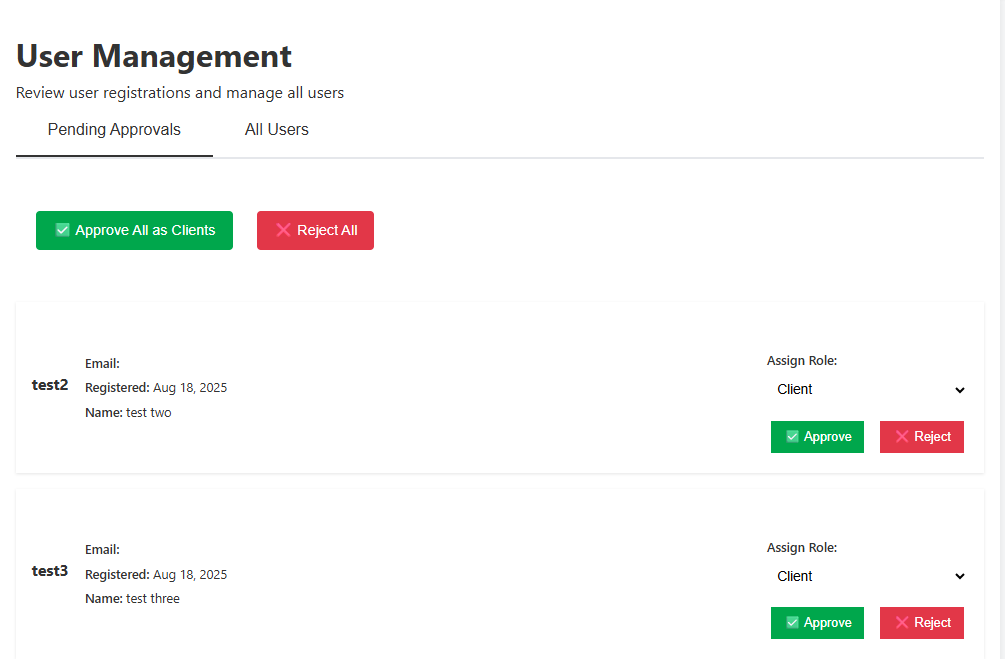 User Management
Review user registrations and manage all users
Pending Approvals
All Users
✅ Approve All as Clients
❌ Reject All
test2
Email:
Registered: Aug 18, 2025
Name: test two
Assign Role:
Client
✅ Approve
❌ Reject
test3
Email:
Registered: Aug 18, 2025
Name: test three
Assign Role:
Client
✅ Approve
❌ Reject